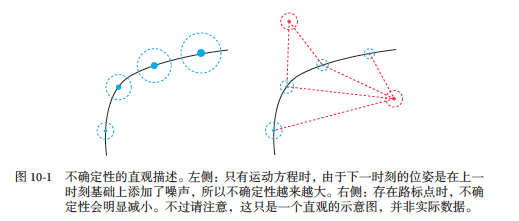 图 10-1 不确定性的直观描述。左侧：只有运动方程时，由于下一时刻的位姿是在上一
时刻基础上添加了噪声，所以不确定性越来越大。右侧：存在路标点时，不确
定性会明显减小。不过请注意，这只是一个直观的示意图，并非实际数据。